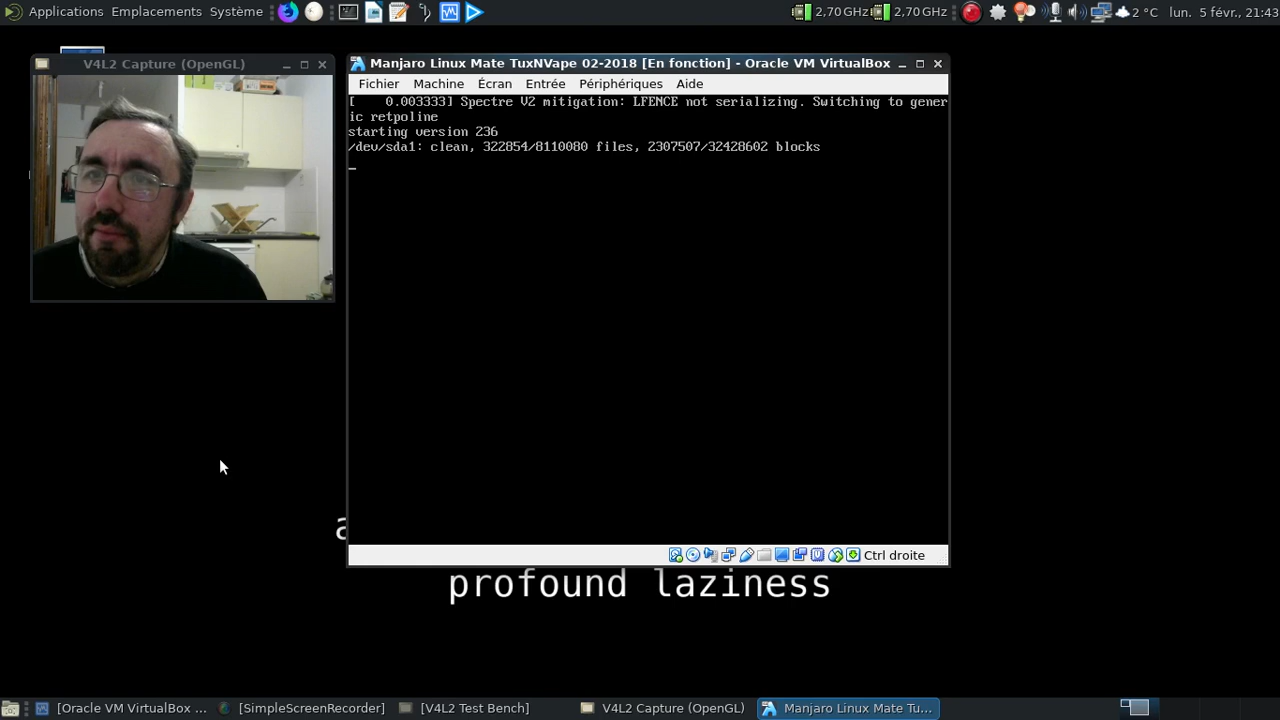 Applications Emplacements Système
2,70 GHz 2,70 GHz 2 °C lun. 5 févr., 21:43
V4L2 Capture (OpenGL)
Manjaro Linux Mate TuxNVape 02-2018 [En fonction] - Oracle VM VirtualBox
Fichier Machine Écran Entrée Périphériques Aide
[    0.003333] Spectre V2 mitigation: LFENCE not serializing. Switching to gener
ic retpoline
starting version 236
/dev/sda1: clean, 322854/8110080 files, 2307507/32428602 blocks
Ctrl droite
profound laziness
[Oracle VM VirtualBox ... [SimpleScreenRecorder] [V4L2 Test Bench] V4L2 Capture (OpenGL) Manjaro Linux Mate Tu...